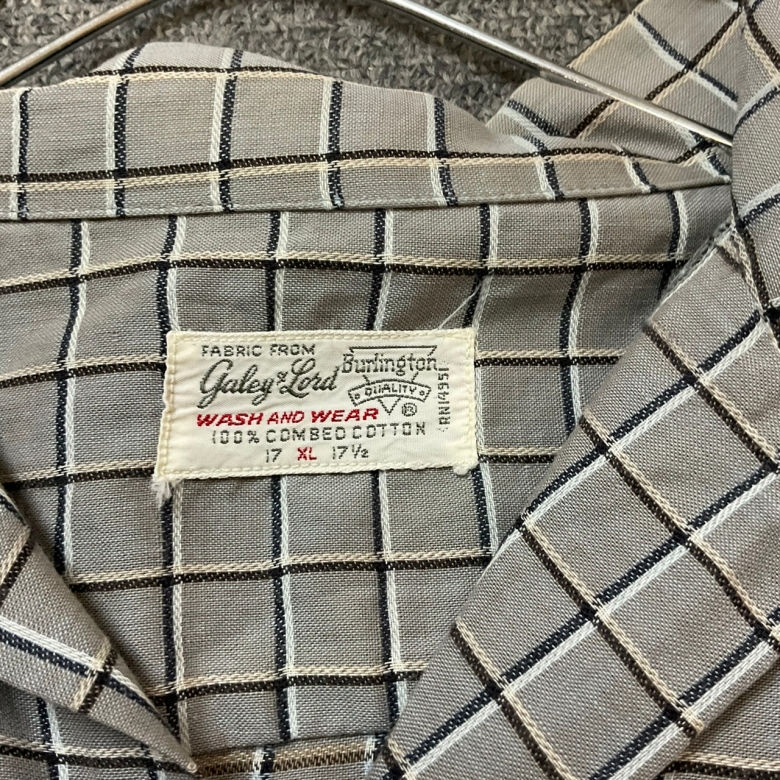 FABRIC FROM
Galey & Lord
Burlington
QUALITY
®
WASH AND WEAR
100% COMBED COTTON
17 XL 17½
RN14951